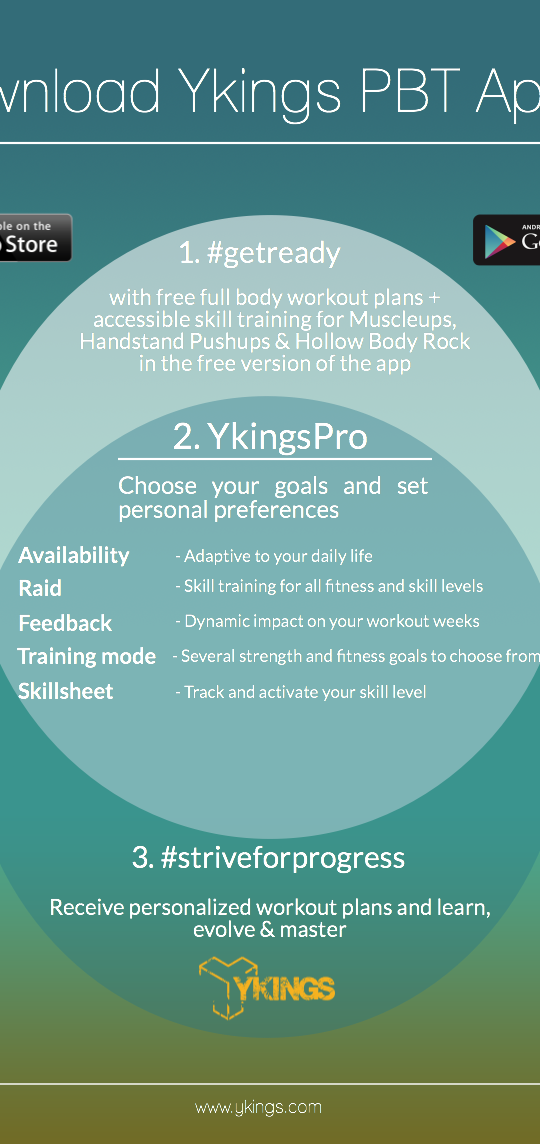 wnload Ykings PBT Ap
ble on the
Store
ANDR
1. #getready
with free full body workout plans +
accessible skill training for Muscleups,
Handstand Pushups & Hollow Body Rock
in the free version of the app
2. YkingsPro
Choose your goals and set
personal preferences
Availability - Adaptive to your daily life
Raid - Skill training for all fitness and skill levels
Feedback - Dynamic impact on your workout weeks
Training mode - Several strength and fitness goals to choose from
Skillsheet - Track and activate your skill level
3. #striveforprogress
Receive personalized workout plans and learn,
evolve & master
YKINGS
www.ykings.com